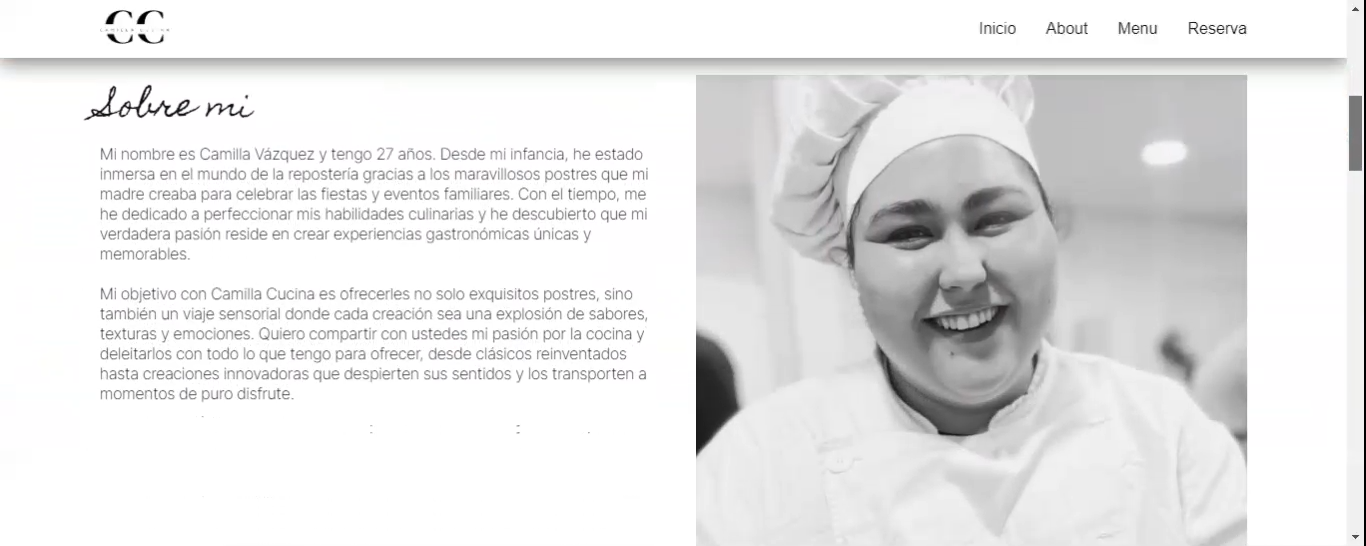 CC
Inicio About Menu Reserva
Sobre mi
Mi nombre es Camilla Vázquez y tengo 27 años. Desde mi infancia, he estado
inmersa en el mundo de la repostería gracias a los maravillosos postres que mi
madre creaba para celebrar las fiestas y eventos familiares. Con el tiempo, me
he dedicado a perfeccionar mis habilidades culinarias y he descubierto que mi
verdadera pasión reside en crear experiencias gastronómicas únicas y
memorables.
Mi objetivo con Camilla Cucina es ofrecerles no solo exquisitos postres, sino
también un viaje sensorial donde cada creación sea una explosión de sabores,
texturas y emociones. Quiero compartir con ustedes mi pasión por la cocina y
deleitarlos con todo lo que tengo para ofrecer, desde clásicos reinventados
hasta creaciones innovadoras que despierten sus sentidos y los transporten a
momentos de puro disfrute.